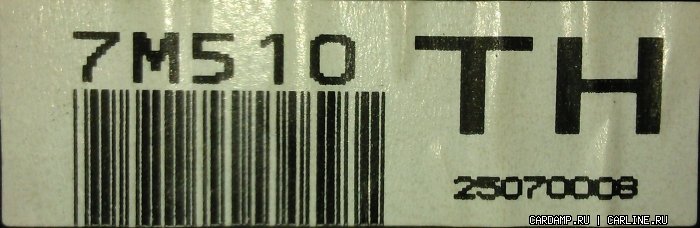 7M510 TH
25070008
CARDAMP.RU | CARLINE.RU